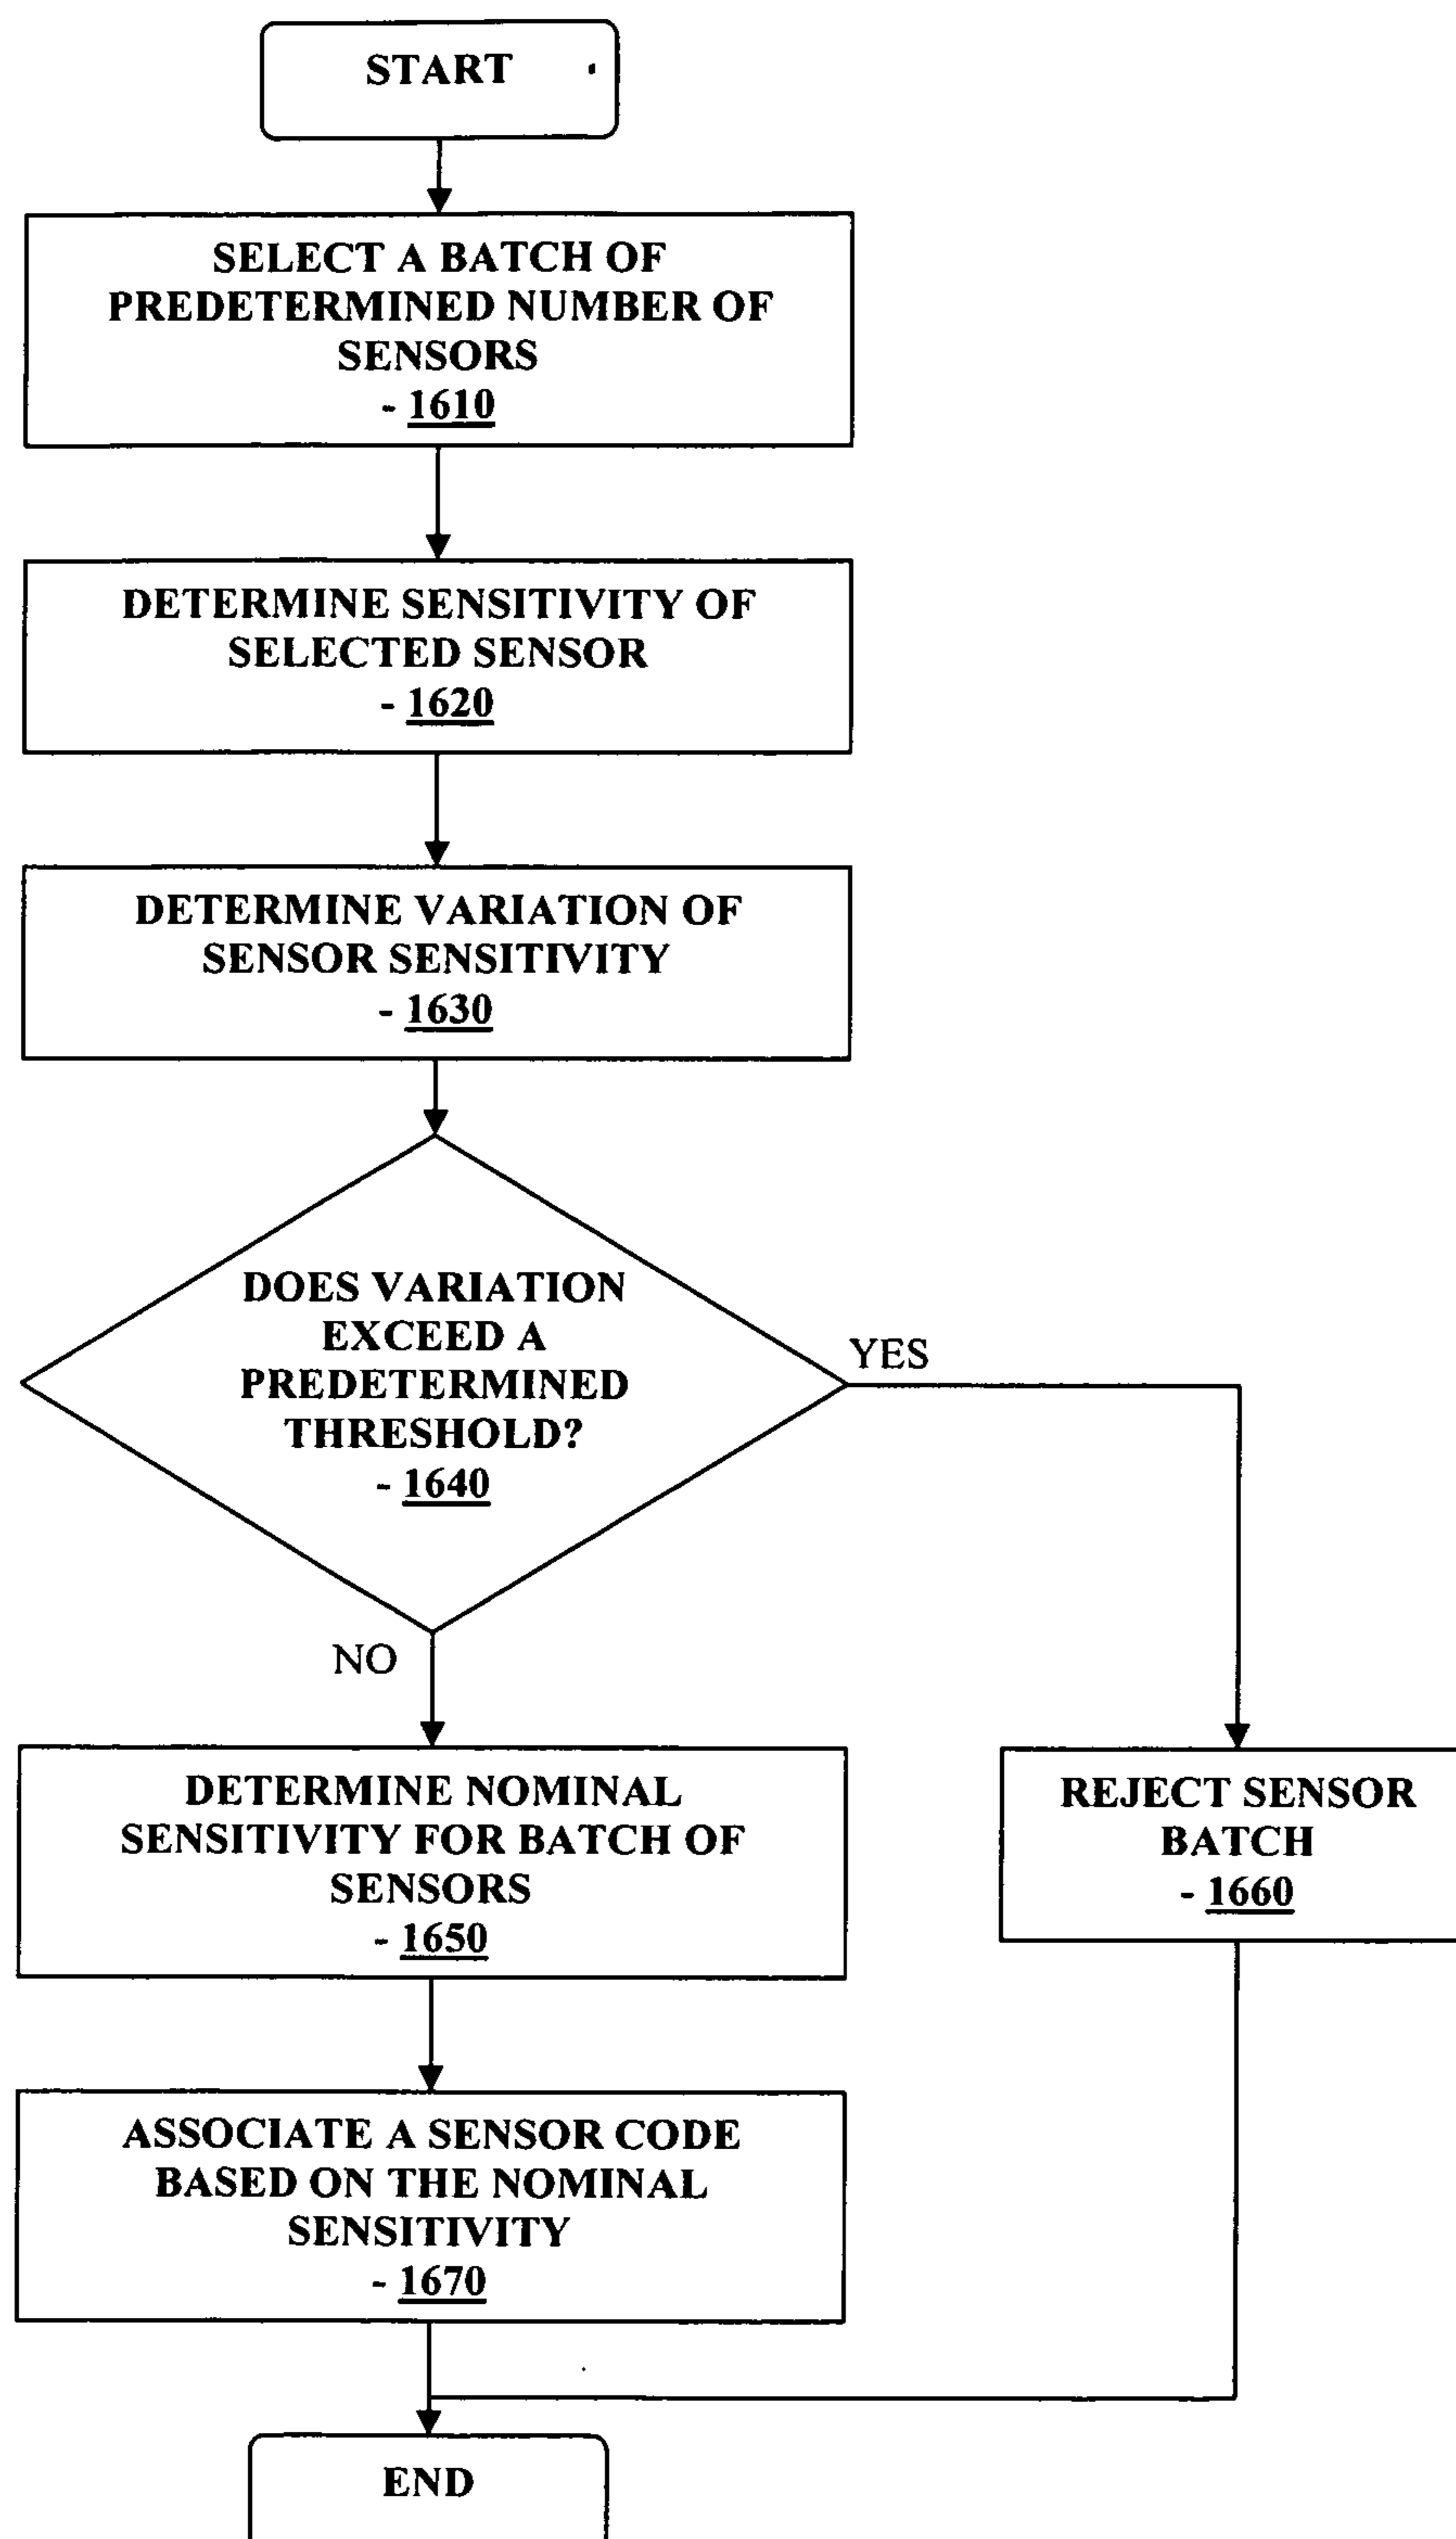 START
SELECT A BATCH OF
PREDETERMINED NUMBER OF
SENSORS
- 1610
DETERMINE SENSITIVITY OF
SELECTED SENSOR
- 1620
DETERMINE VARIATION OF
SENSOR SENSITIVITY
- 1630
DOES VARIATION
EXCEED A
PREDETERMINED
THRESHOLD?
- 1640
YES
NO
DETERMINE NOMINAL
SENSITIVITY FOR BATCH OF
SENSORS
- 1650
REJECT SENSOR
BATCH
- 1660
ASSOCIATE A SENSOR CODE
BASED ON THE NOMINAL
SENSITIVITY
- 1670
END